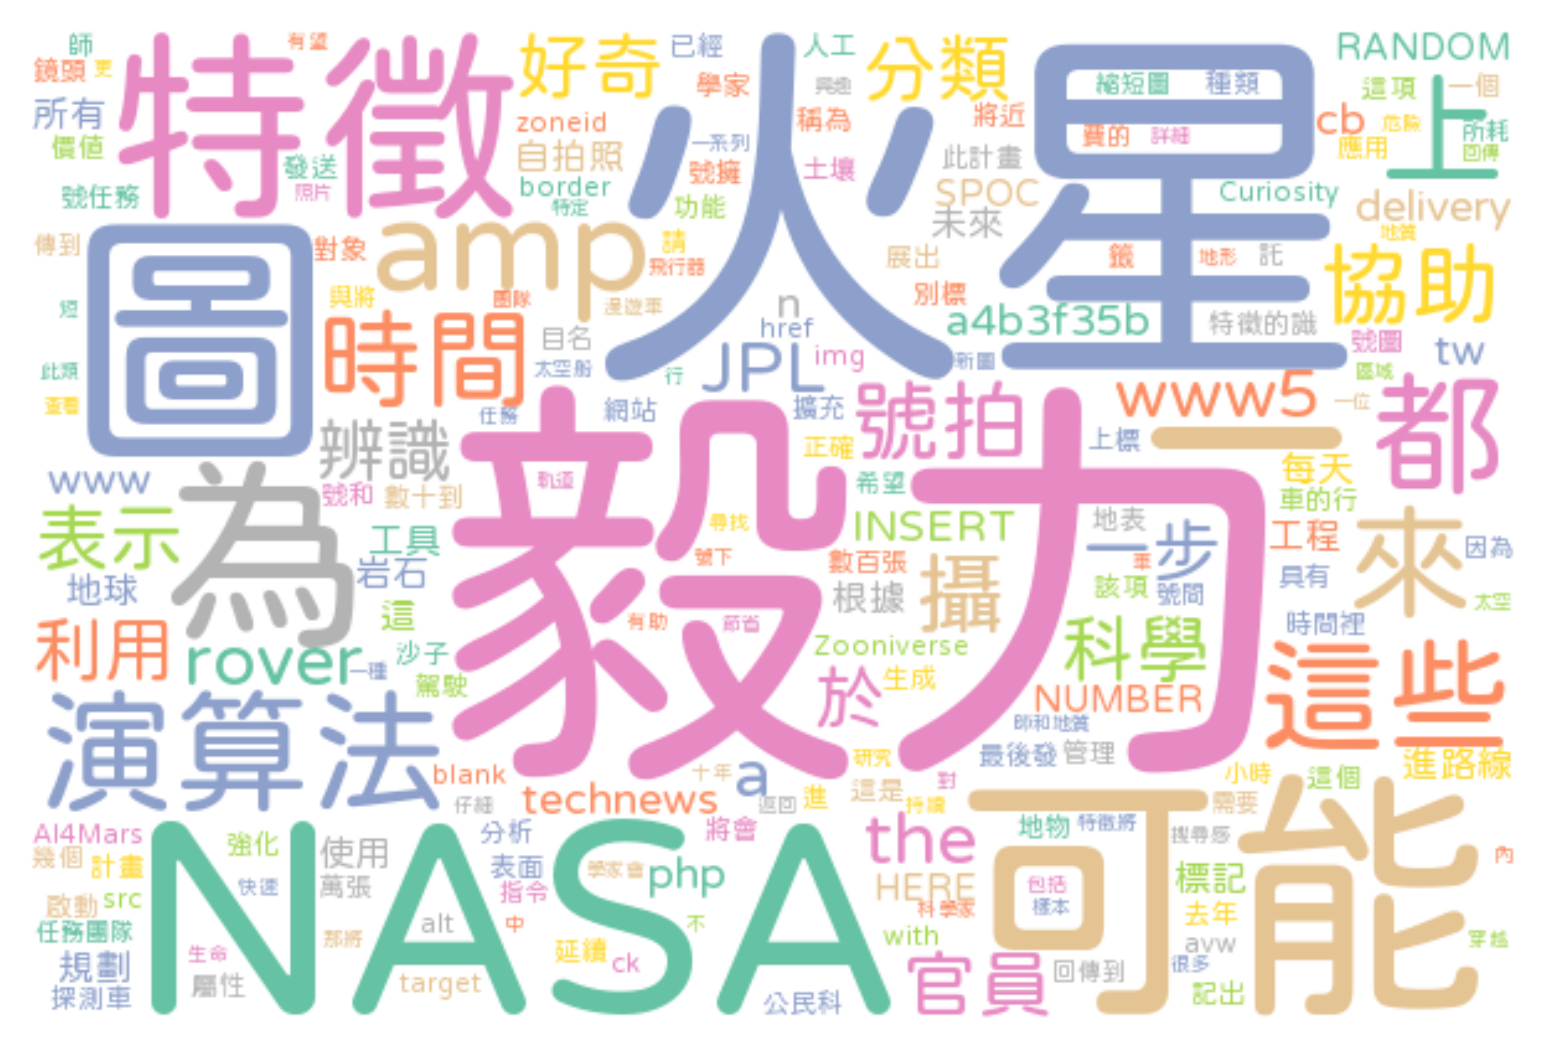 師
有望
特徵
好奇
已經
人工
分類
火星
RANDOM
鏡頭
更
學家
興趣
縮短圖
種類
這項
一個
上
所有
zoneid
稱為
將近
費的
詳細
cb
危險
所耗
價值
自拍照
一系列
此計畫
應用
回傳
發送
號擁
土壤
號任務
照片
border
特定
功能
SPOC
Curiosity
delivery
未來
傳到
圖
對象
amp
請
飛行器
展出
籤
地形
託
地質
協助
與將
團隊
漫遊車
別標
短
時間
目名
n
href
a4b3f35b
特徵的識
號圖
tw
此類
太空船
行
JPL
img
新圖
區域
查看
任務
網站
擴充
號拍
www5
一位
都
辨識
毅力
正確
上標
一
www
軌道
希望
每天
為
號和
數十到
尋找
INSERT
地表
車的行
表示
工具
號下
數百張
一步
工程
來
因為
地球
岩石
根據
攝
車
該項
號間
具有
太空
這
有助
節省
時間裡
利用
rover
一種
沙子
Zooniverse
科學
這些
駕駛
於
生成
NUMBER
演算法
師和地質
blank
十年
a
研究
最後發
管理
小時
這個
進路線
仔細
technews
返回
進
這是
持續
對
可能
需要
AI4Mars
強化
分析
將會
the
地物
特徵將
搜尋感
幾個
計畫
NASA
使用
表面
學家會
php
HERE
包括
標記
內
啟動
src
快速
萬張
指令
科學家
樣本
去年
任務團隊
alt
中
不
with
avw
穿越
生命
那將
延續
ck
官員
回傳到
很多
規劃
屬性
target
公民科
記出
探測車